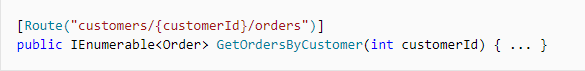 [Route("customers/{customerId}/orders")]
public IEnumerable<Order> GetOrdersByCustomer(int customerId) { ... }